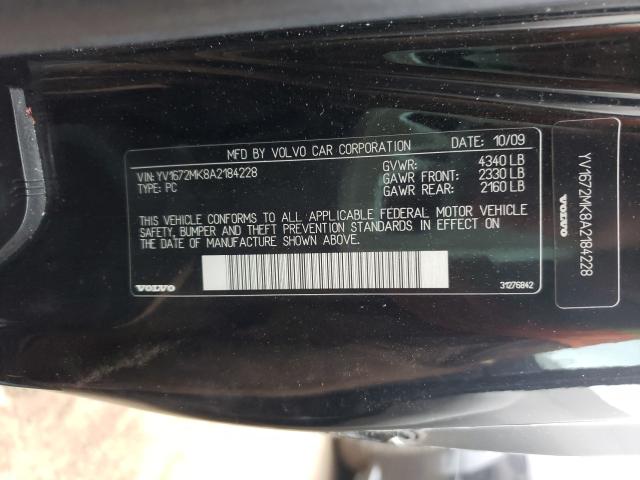 MFD BY VOLVO CAR CORPORATION DATE: 10/09
VIN: YV1672MK8A2184228 GVWR: 4340 LB
TYPE: PC GAWR FRONT: 2330 LB
GAWR REAR: 2160 LB
THIS VEHICLE CONFORMS TO ALL APPLICABLE FEDERAL MOTOR VEHICLE
SAFETY, BUMPER AND THEFT PREVENTION STANDARDS IN EFFECT ON THE
DATE OF MANUFACTURE SHOWN ABOVE.
VOLVO 31276842
YV1672MK8A2184228
VOLVO